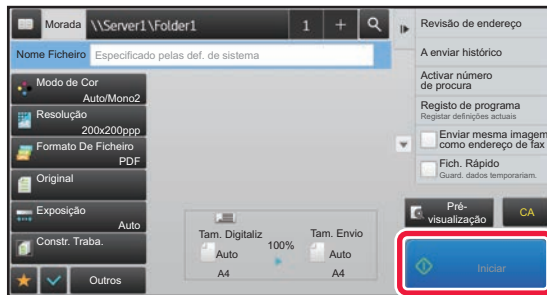 Morada
\\Server1\Folder1
1
+
Nome Ficheiro
Especificado pelas def. de sistema
Modo de Cor
Auto/Mono2
Resolução
200x200ppp
Formato De Ficheiro
PDF
Original
Exposição
Auto
Constr. Traba.
Outros
Tam. Digitaliz
Auto
A4
100%
Tam. Envio
Auto
A4
Revisão de endereço
A enviar histórico
Activar número
de procura
Registo de programa
Registar definições actuais
Enviar mesma imagem
como endereço de fax
Fich. Rápido
Guard. dados temporariam.
Pré-
visualização
CA
Iniciar